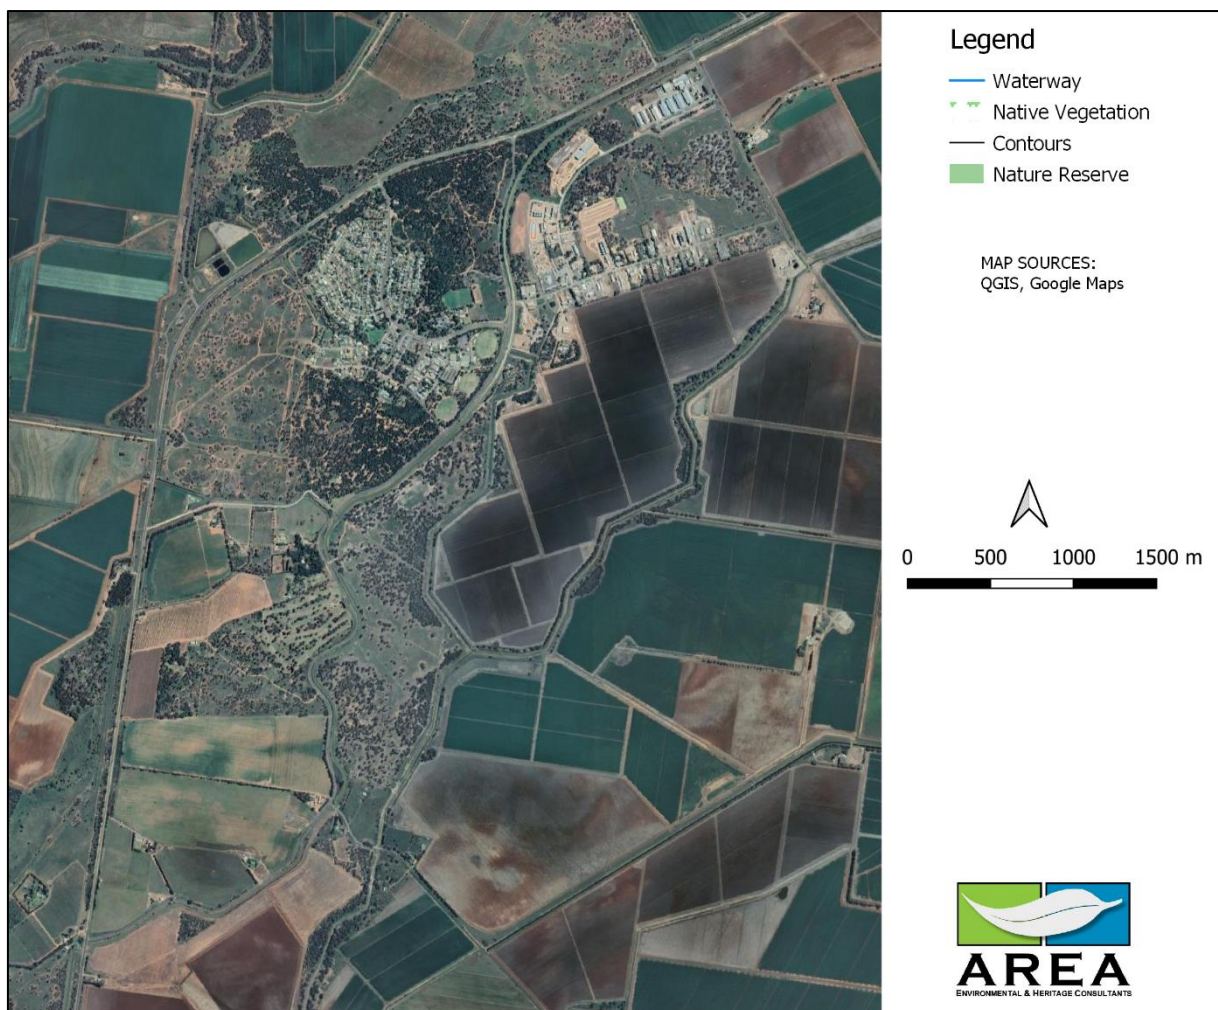 Legend
Waterway
Native Vegetation
Contours
Nature Reserve
MAP SOURCES:
QGIS, Google Maps
0 500 1000 1500 m
AREA
ENVIRONMENTAL & HERITAGE CONSULTANTS